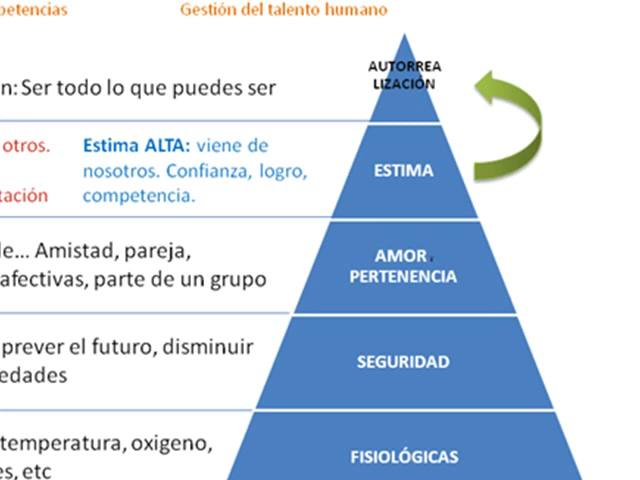 petencias
Gestión del talento humano
AUTORREA
LIZACIÓN
n: Ser todo lo que puedes ser
otros.
tación
Estima ALTA: viene de
nosotros. Confianza, logro,
competencia.
ESTIMA
de... Amistad, pareja,
afectivas, parte de un grupo
AMOR
PERTENENCIA
prever el futuro, disminuir
edades
SEGURIDAD
temperatura, oxigeno,
es, etc
FISIOLÓGICAS